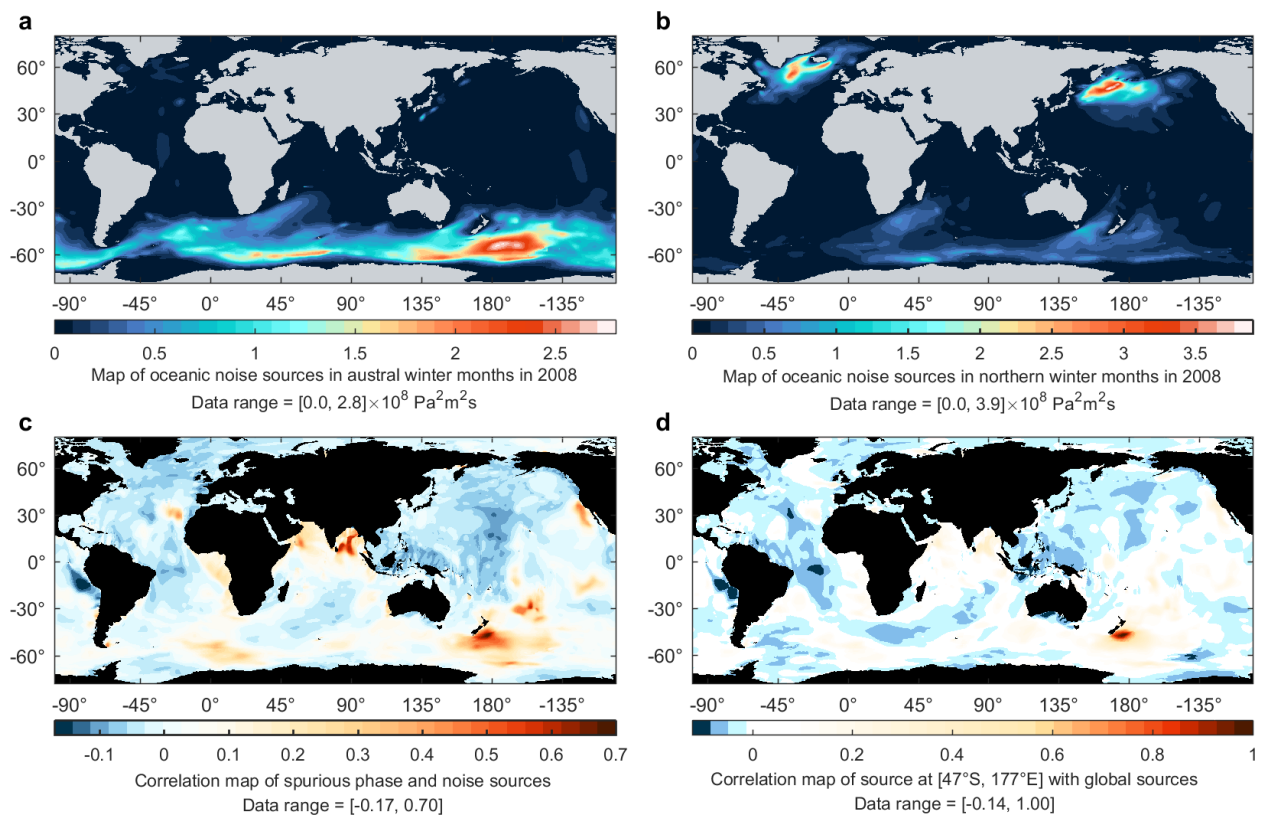 a
60°
30°
0°
-30°
-60°
-90° -45° 0° 45° 90° 135° 180° -135°
0 0.5 1 1.5 2 2.5
Map of oceanic noise sources in austral winter months in 2008
Data range = [0.0, 2.8]×10⁸ Pa²m²s
b
60°
30°
0°
-30°
-60°
-90° -45° 0° 45° 90° 135° 180° -135°
0 0.5 1 1.5 2 2.5 3 3.5
Map of oceanic noise sources in northern winter months in 2008
Data range = [0.0, 3.9]×10⁸ Pa²m²s
c
60°
30°
0°
-30°
-60°
-90° -45° 0° 45° 90° 135° 180° -135°
-0.1 0 0.1 0.2 0.3 0.4 0.5 0.6 0.7
Correlation map of spurious phase and noise sources
Data range = [-0.17, 0.70]
d
60°
30°
0°
-30°
-60°
-90° -45° 0° 45° 90° 135° 180° -135°
0 0.2 0.4 0.6 0.8 1
Correlation map of source at [47°S, 177°E] with global sources
Data range = [-0.14, 1.00]